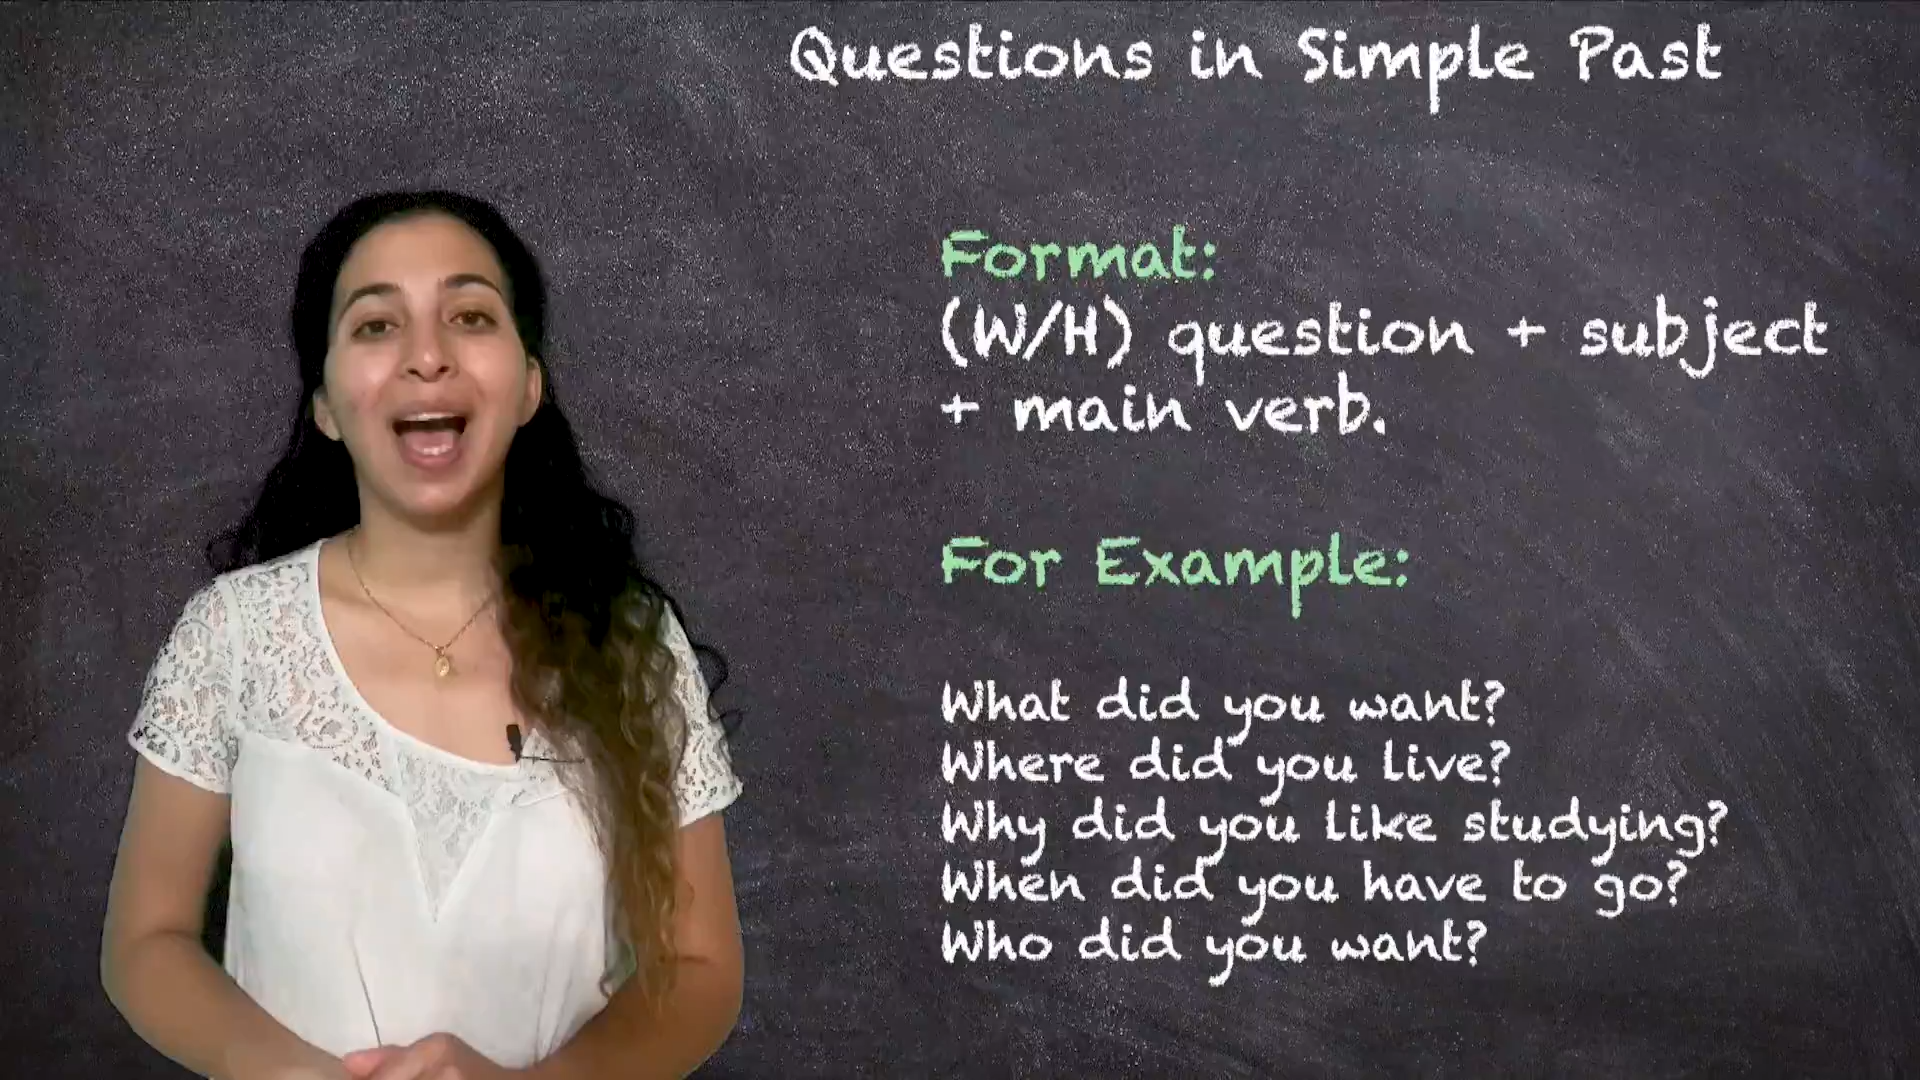 Questions in Simple Past
Format:
(W/H) question + subject
+ main verb.
For Example:
What did you want?
Where did you live?
Why did you like studying?
When did you have to go?
Who did you want?